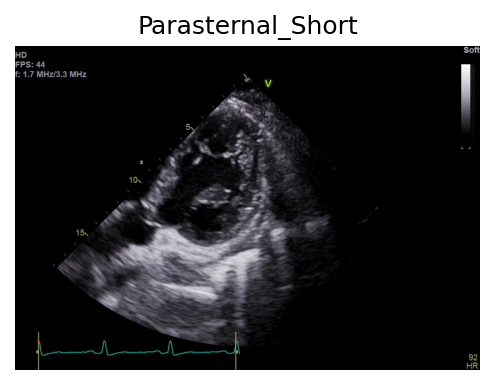 Parasternal_Short
HD
Soft
FPS: 44
f: 1.7 MHz/3.3 MHz
V
5
10
15
92
HR